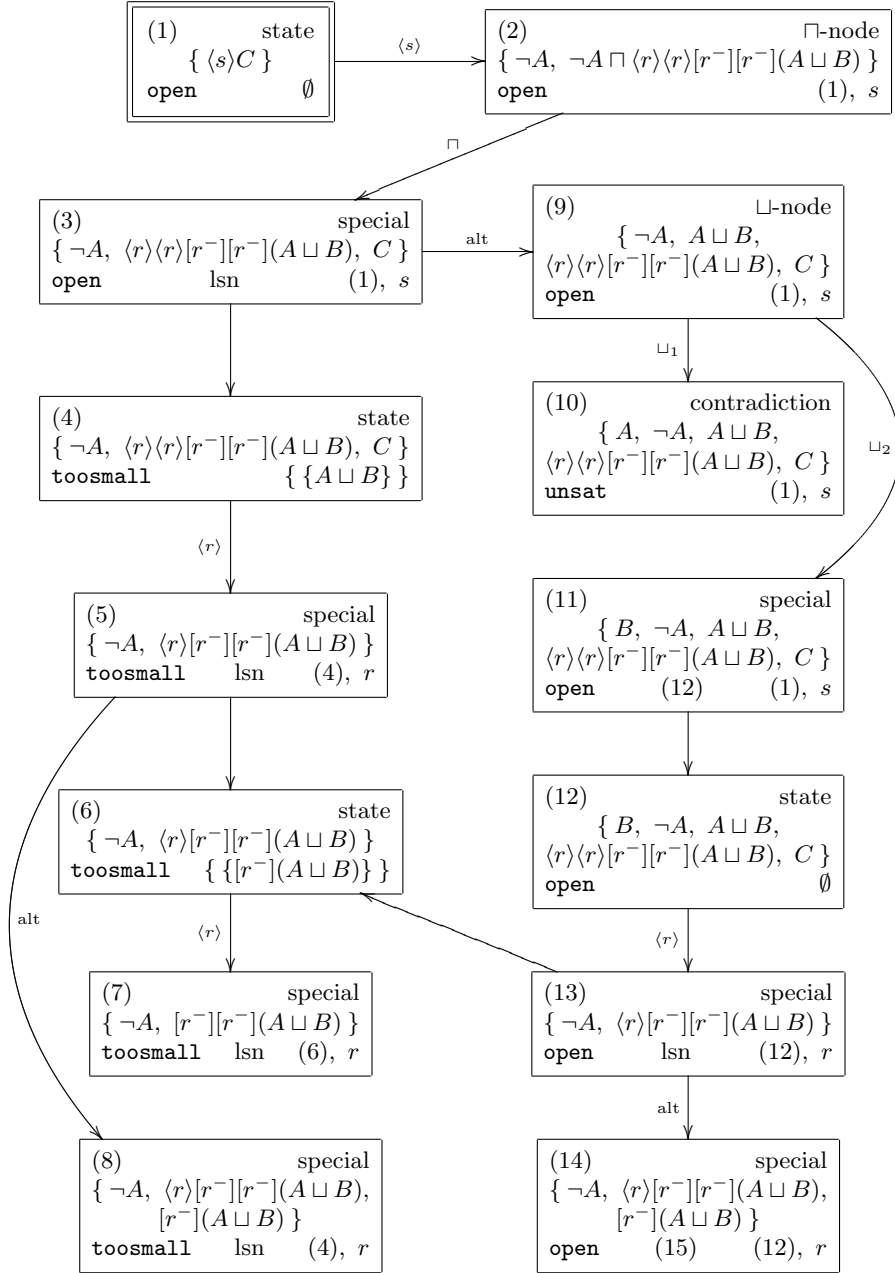 (1) state
{ ⟨s⟩C }
open ∅
⟨s⟩
(2) ⊓-node
{ ¬A, ¬A ⊓ ⟨r⟩⟨r⟩[r⁻][r⁻](A ⊔ B) }
open (1), s
⊓
(3) special
{ ¬A, ⟨r⟩⟨r⟩[r⁻][r⁻](A ⊔ B), C }
open lsn (1), s
alt
(9) ⊔-node
{ ¬A, A ⊔ B,
⟨r⟩⟨r⟩[r⁻][r⁻](A ⊔ B), C }
open (1), s
⊔₁
⊔₂
(4) state
{ ¬A, ⟨r⟩⟨r⟩[r⁻][r⁻](A ⊔ B), C }
toosmall { {A ⊔ B} }
⟨r⟩
(10) contradiction
{ A, ¬A, A ⊔ B,
⟨r⟩⟨r⟩[r⁻][r⁻](A ⊔ B), C }
unsat (1), s
(5) special
{ ¬A, ⟨r⟩[r⁻][r⁻](A ⊔ B) }
toosmall lsn (4), r
(11) special
{ B, ¬A, A ⊔ B,
⟨r⟩⟨r⟩[r⁻][r⁻](A ⊔ B), C }
open (12) (1), s
(6) state
{ ¬A, ⟨r⟩[r⁻][r⁻](A ⊔ B) }
toosmall { {[r⁻](A ⊔ B)} }
⟨r⟩
alt
(12) state
{ B, ¬A, A ⊔ B,
⟨r⟩⟨r⟩[r⁻][r⁻](A ⊔ B), C }
open ∅
⟨r⟩
(7) special
{ ¬A, [r⁻][r⁻](A ⊔ B) }
toosmall lsn (6), r
(13) special
{ ¬A, ⟨r⟩[r⁻][r⁻](A ⊔ B) }
open lsn (12), r
alt
(8) special
{ ¬A, ⟨r⟩[r⁻][r⁻](A ⊔ B),
[r⁻](A ⊔ B) }
toosmall lsn (4), r
(14) special
{ ¬A, ⟨r⟩[r⁻][r⁻](A ⊔ B),
[r⁻](A ⊔ B) }
open (15) (12), r